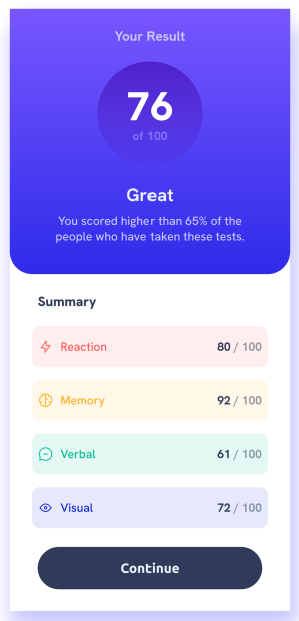 Your Result
76
of 100
Great
You scored higher than 65% of the
people who have taken these tests.
Summary
Reaction 80 / 100
Memory 92 / 100
Verbal 61 / 100
Visual 72 / 100
Continue